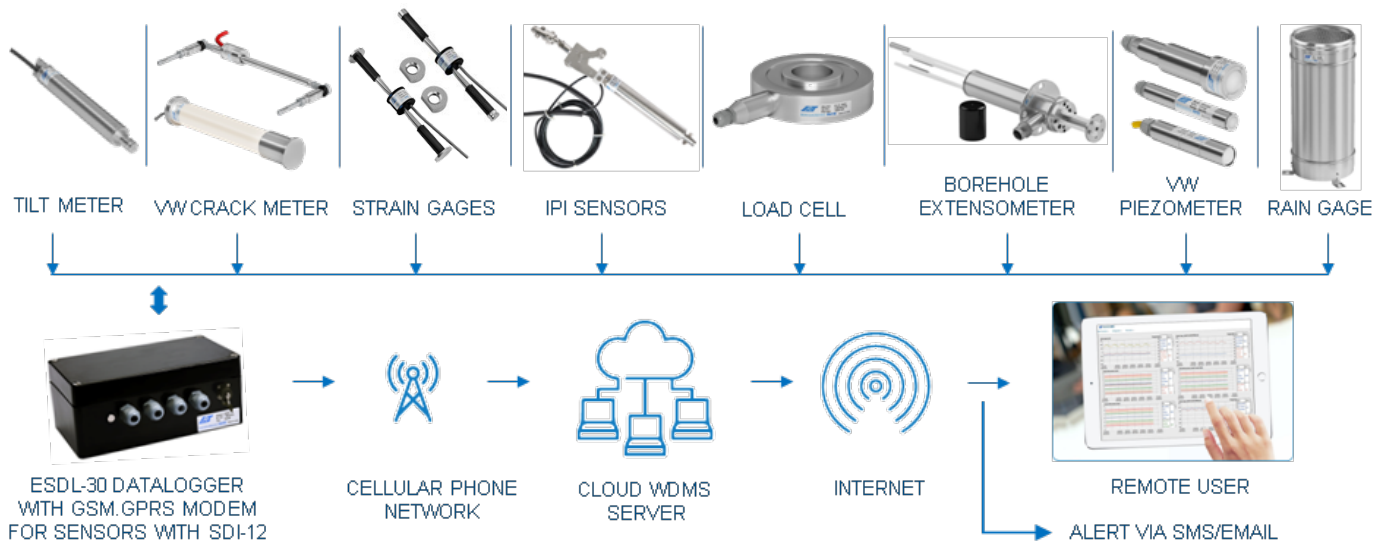 TILT METER
VW CRACK METER
STRAIN GAGES
IPI SENSORS
LOAD CELL
BOREHOLE
EXTENSOMETER
VW
PIEZOMETER
RAIN GAGE
ESDL-30 DATALOGGER
WITH GSM.GPRS MODEM
FOR SENSORS WITH SDI-12
CELLULAR PHONE
NETWORK
CLOUD WDMS
SERVER
INTERNET
REMOTE USER
ALERT VIA SMS/EMAIL